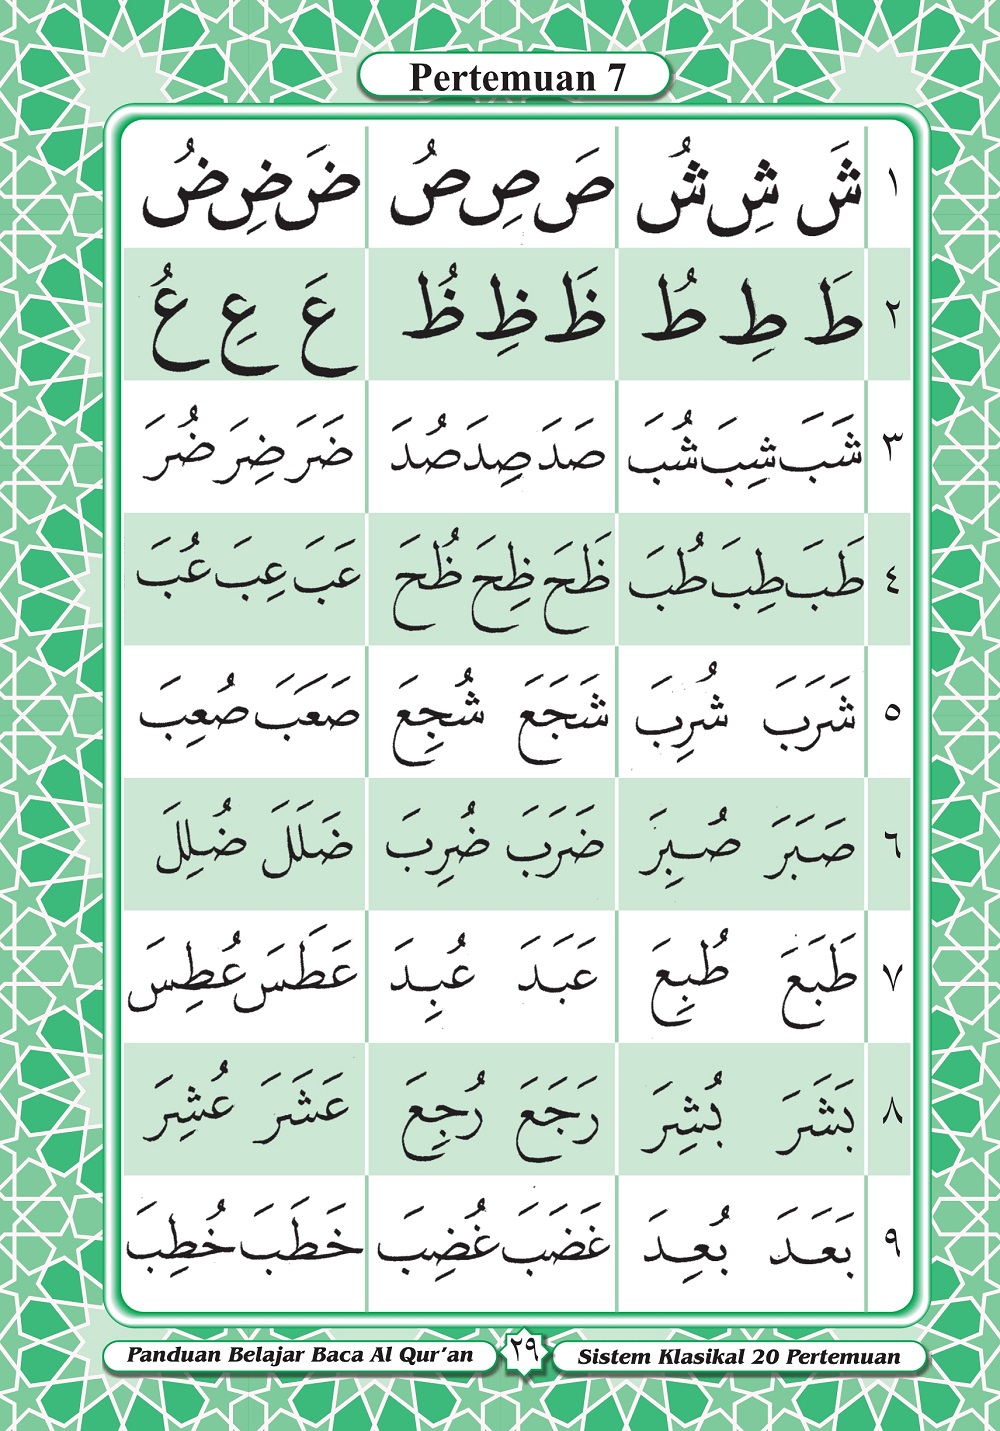 Pertemuan 7
١ شَ شِ شُ صَ صِ صُ ضَ ضِ ضُ
٢ طَ طِ طُ ظَ ظِ ظُ عَ عِ عُ
٣ شَبَ شِبَ شُبَ صَدَ صِدَ صُدَ ضَرَ ضِرَ ضُرَ
٤ طَبَ طِبَ طُبَ ظَحَ ظِحَ ظُحَ عَبَ عِبَ عُبَ
٥ شَرَبَ شُرِبَ شَجَعَ شُجِعَ صَعَبَ صُعِبَ
٦ صَبَرَ صُبِرَ ضَرَبَ ضُرِبَ ضَلَلَ ضُلِلَ
٧ طَبَعَ طُبِعَ عَبَدَ عُبِدَ عَطَسَ عُطِسَ
٨ بَشَرَ بُشِرَ رَجَعَ رُجِعَ عَشَرَ عُشِرَ
٩ بَعَدَ بُعِدَ غَضَبَ غُضِبَ خَطَبَ خُطِبَ
Panduan Belajar Baca Al Qur'an ٢٩ Sistem Klasikal 20 Pertemuan